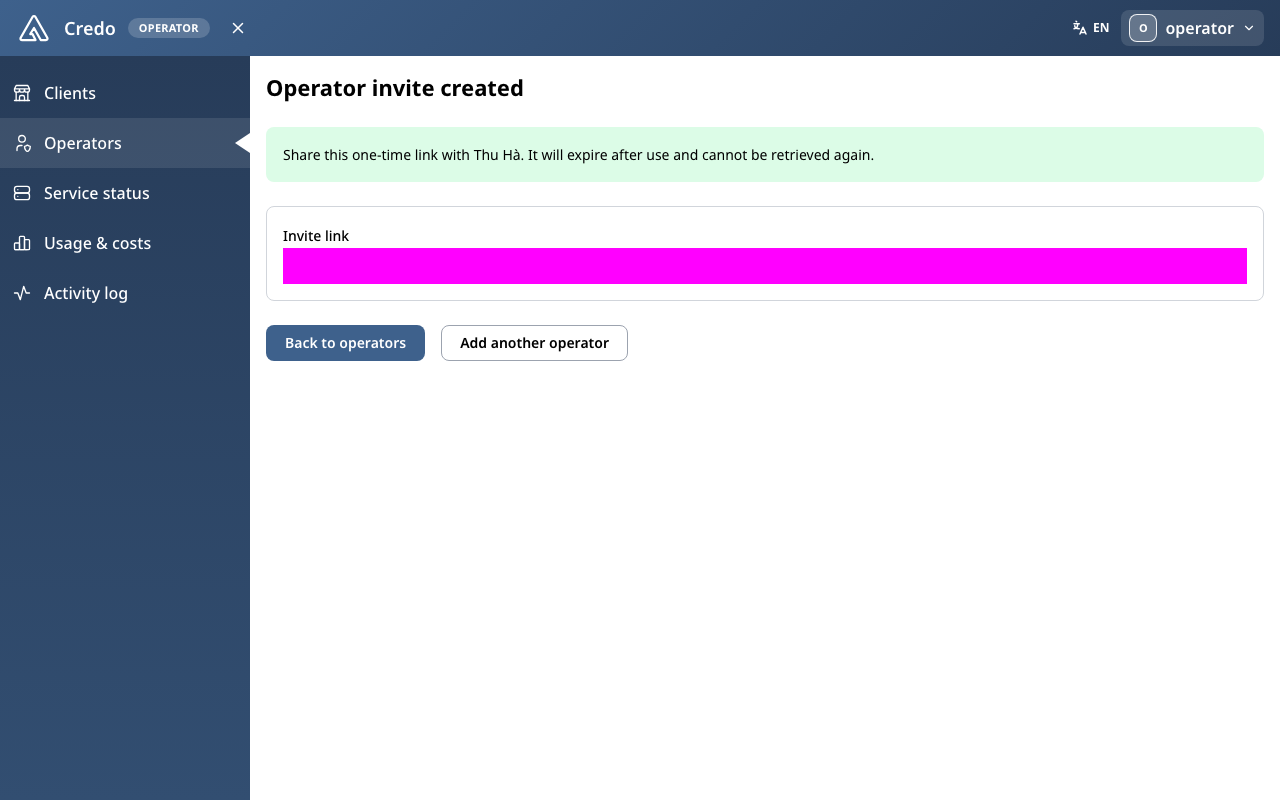 Credo
OPERATOR
EN
O
operator
Clients
Operators
Service status
Usage & costs
Activity log
Operator invite created
Share this one-time link with Thu Hà. It will expire after use and cannot be retrieved again.
Invite link
Back to operators
Add another operator